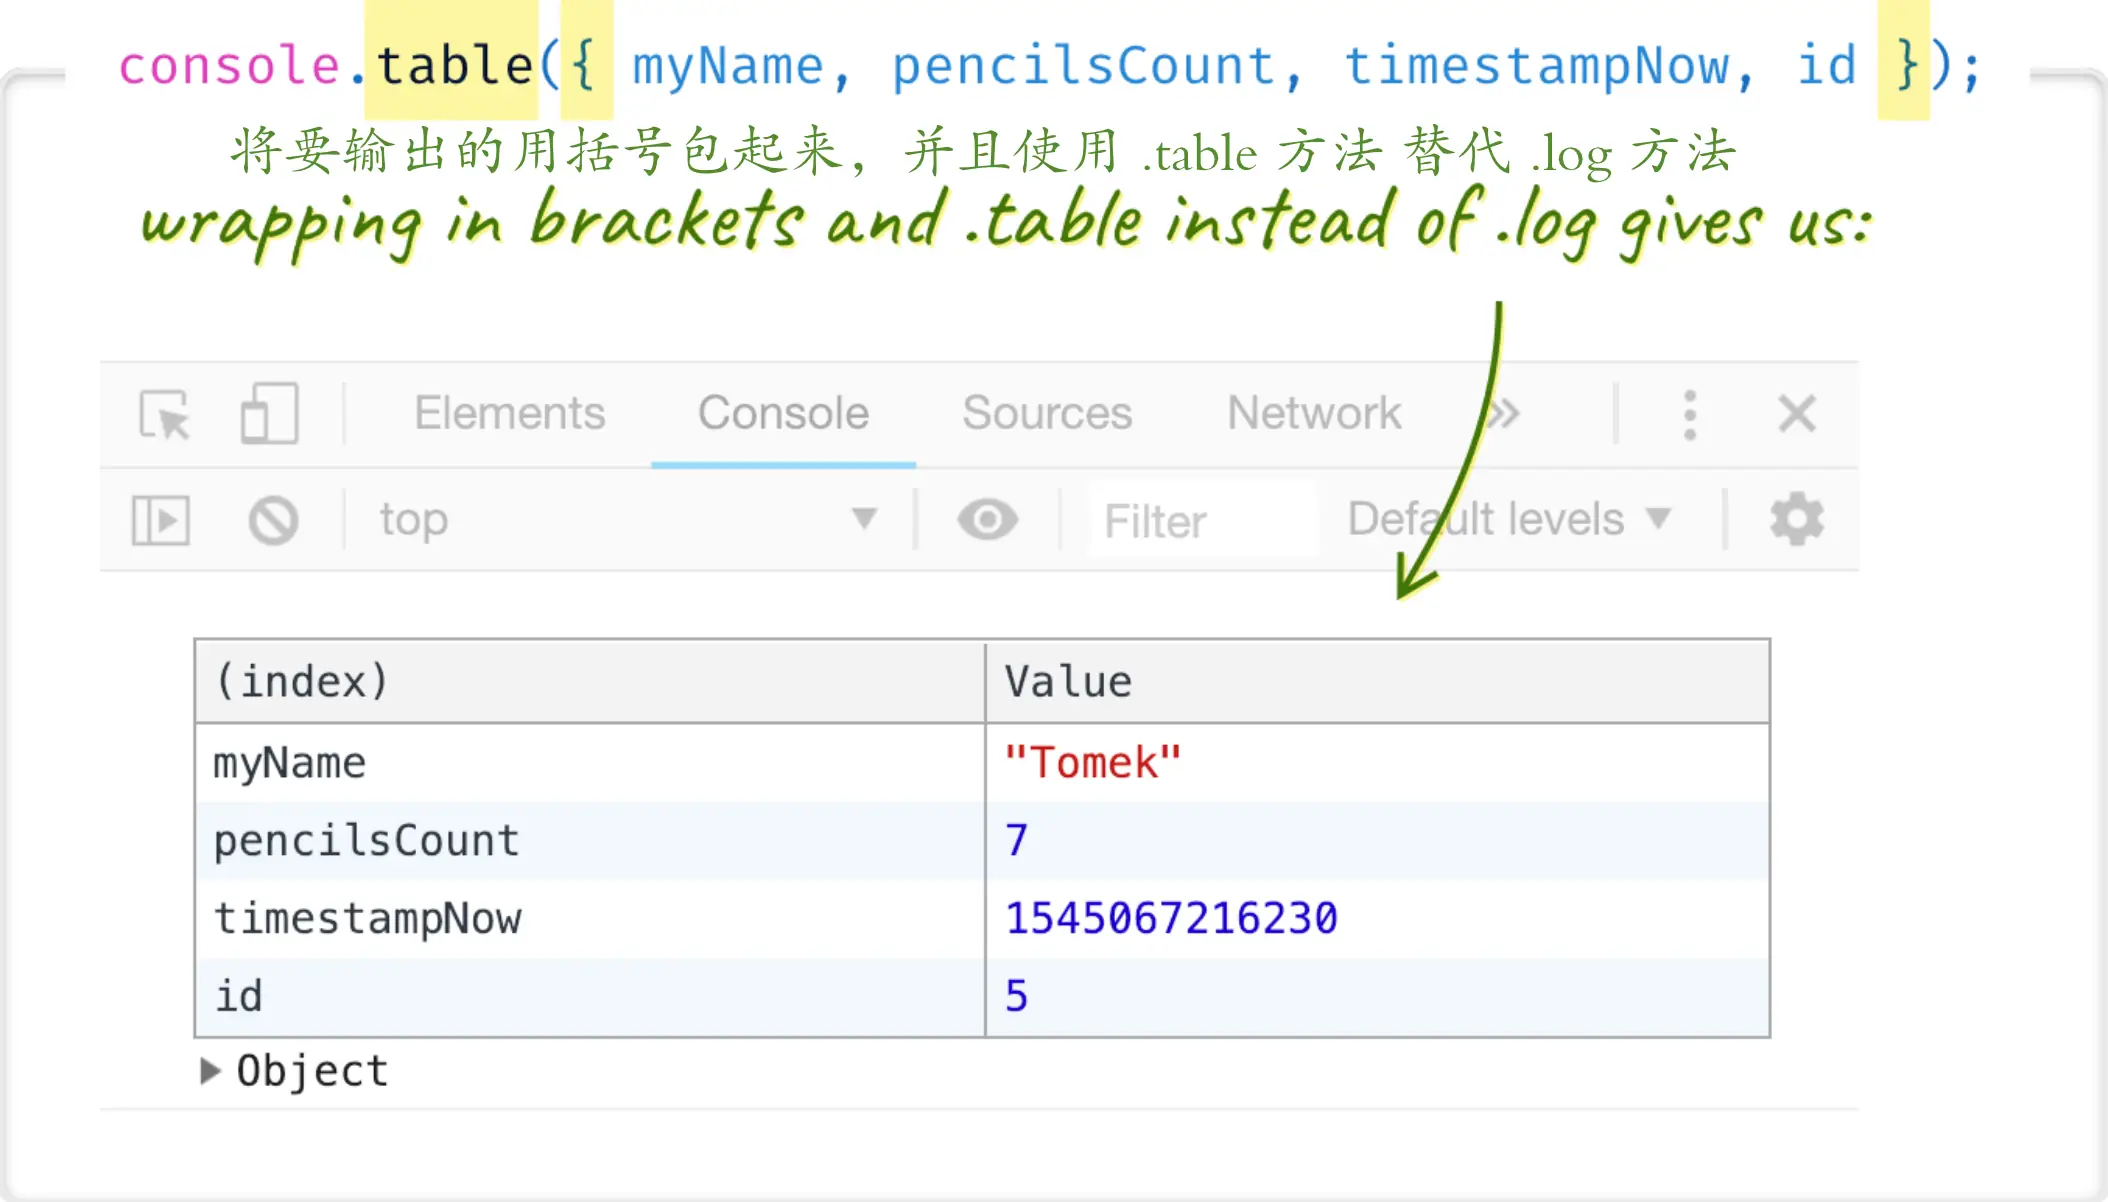 console.table({ myName, pencilsCount, timestampNow, id });
将要输出的用括号包起来，并且使用 .table 方法 替代 .log 方法
wrapping in brackets and .table instead of .log gives us:
Elements Console Sources Network »
top Filter Default levels
(index) Value
myName "Tomek"
pencilsCount 7
timestampNow 1545067216230
id 5
Object